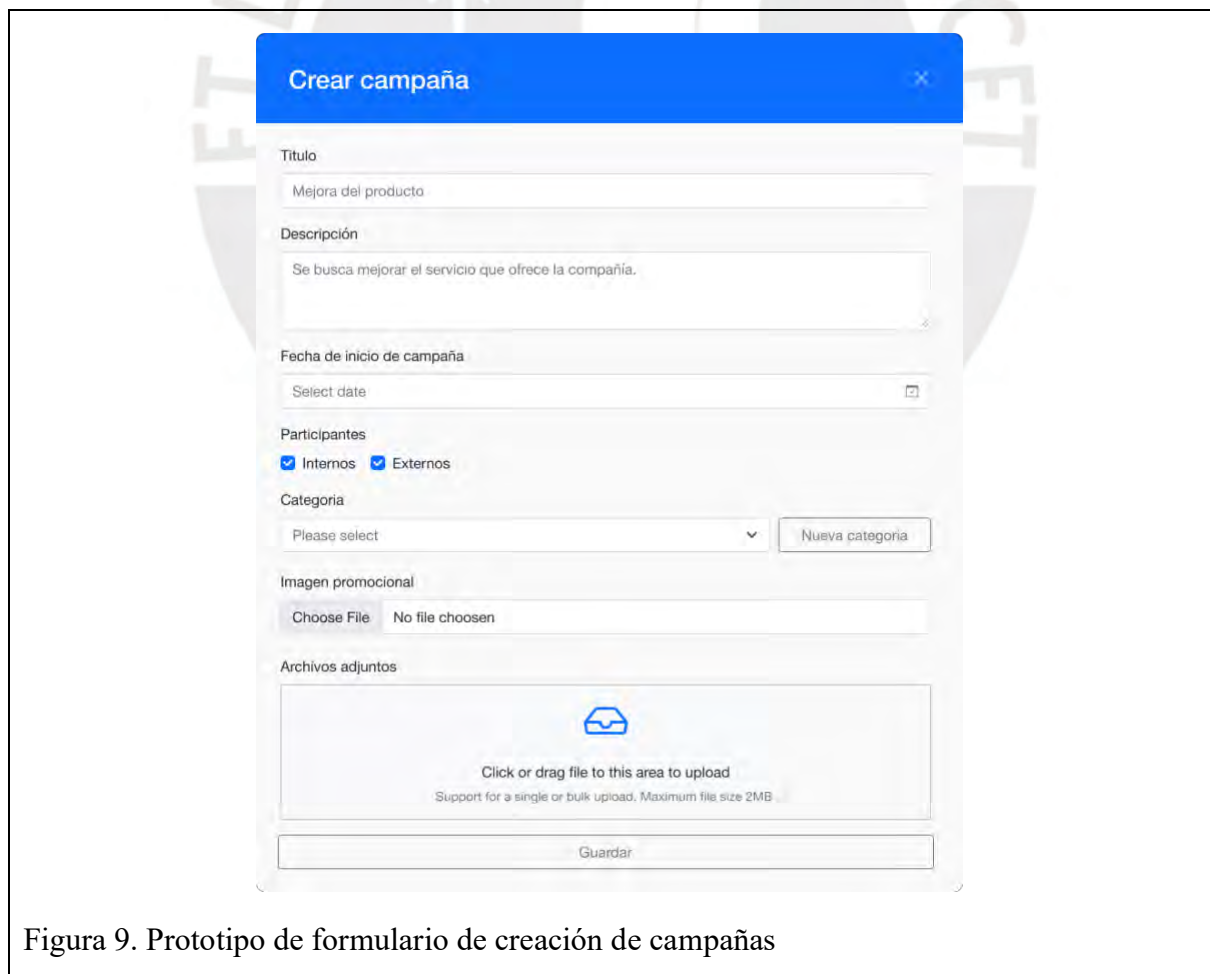 Crear campaña
Titulo
Mejora del producto
Descripción
Se busca mejorar el servicio que ofrece la compañía.
Fecha de inicio de campaña
Select date
Participantes
Internos Externos
Categoria
Please select
Nueva categoria
Imagen promocional
Choose File No file choosen
Archivos adjuntos
Click or drag file to this area to upload
Support for a single or bulk upload. Maximum file size 2MB
Guardar
Figura 9. Prototipo de formulario de creación de campañas